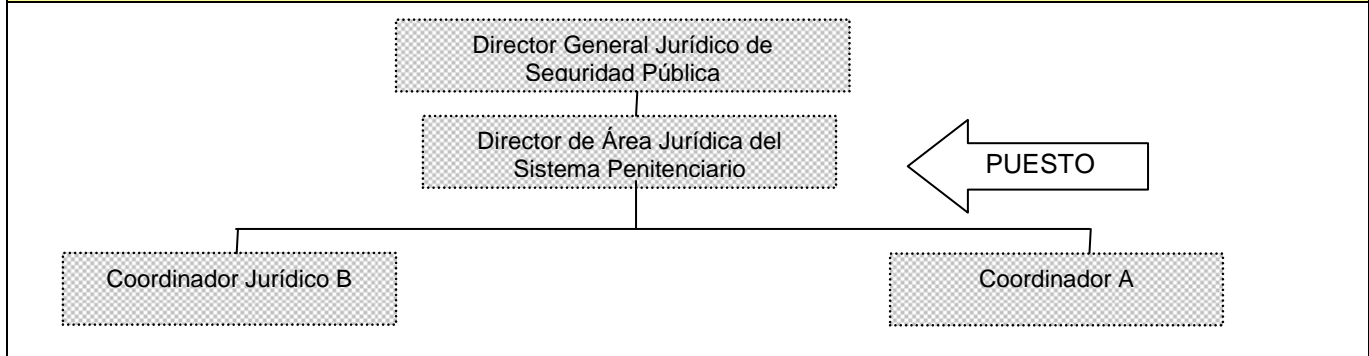 Director General Jurídico de
Seguridad Pública
Director de Área Jurídica del
Sistema Penitenciario
PUESTO
Coordinador Jurídico B
Coordinador A